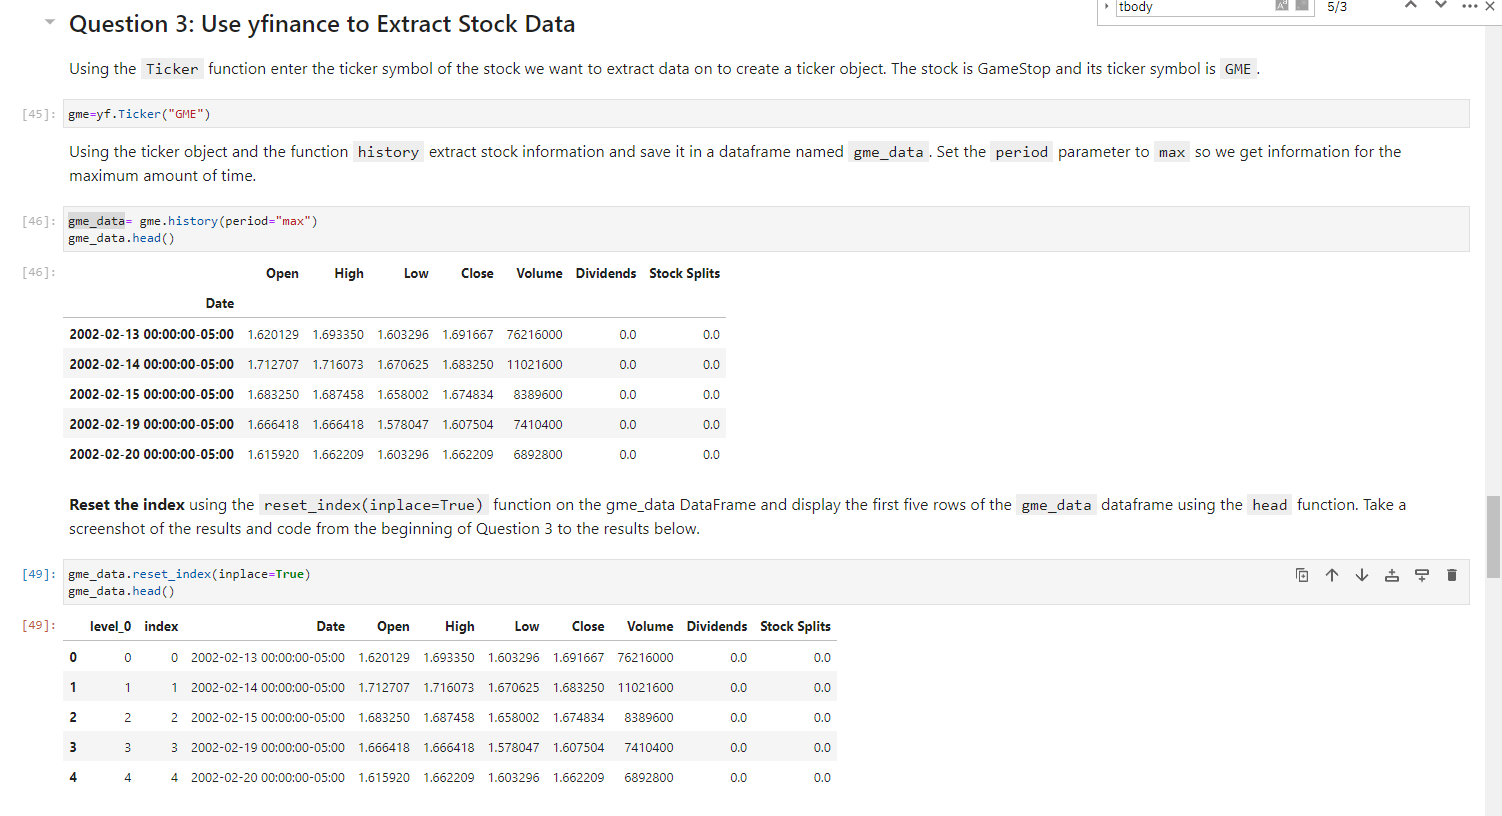 tbody 5/3
Question 3: Use yfinance to Extract Stock Data
Using the Ticker function enter the ticker symbol of the stock we want to extract data on to create a ticker object. The stock is GameStop and its ticker symbol is GME .
[45]: gme=yf.Ticker("GME")
Using the ticker object and the function history extract stock information and save it in a dataframe named gme_data . Set the period parameter to max so we get information for the
maximum amount of time.
[46]: gme_data= gme.history(period="max")
gme_data.head()
[46]: Open High Low Close Volume Dividends Stock Splits
Date
2002-02-13 00:00:00-05:00 1.620129 1.693350 1.603296 1.691667 76216000 0.0 0.0
2002-02-14 00:00:00-05:00 1.712707 1.716073 1.670625 1.683250 11021600 0.0 0.0
2002-02-15 00:00:00-05:00 1.683250 1.687458 1.658002 1.674834 8389600 0.0 0.0
2002-02-19 00:00:00-05:00 1.666418 1.666418 1.578047 1.607504 7410400 0.0 0.0
2002-02-20 00:00:00-05:00 1.615920 1.662209 1.603296 1.662209 6892800 0.0 0.0
Reset the index using the reset_index(inplace=True) function on the gme_data DataFrame and display the first five rows of the gme_data dataframe using the head function. Take a
screenshot of the results and code from the beginning of Question 3 to the results below.
[49]: gme_data.reset_index(inplace=True)
gme_data.head()
[49]: level_0 index Date Open High Low Close Volume Dividends Stock Splits
0 0 0 2002-02-13 00:00:00-05:00 1.620129 1.693350 1.603296 1.691667 76216000 0.0 0.0
1 1 1 2002-02-14 00:00:00-05:00 1.712707 1.716073 1.670625 1.683250 11021600 0.0 0.0
2 2 2 2002-02-15 00:00:00-05:00 1.683250 1.687458 1.658002 1.674834 8389600 0.0 0.0
3 3 3 2002-02-19 00:00:00-05:00 1.666418 1.666418 1.578047 1.607504 7410400 0.0 0.0
4 4 4 2002-02-20 00:00:00-05:00 1.615920 1.662209 1.603296 1.662209 6892800 0.0 0.0